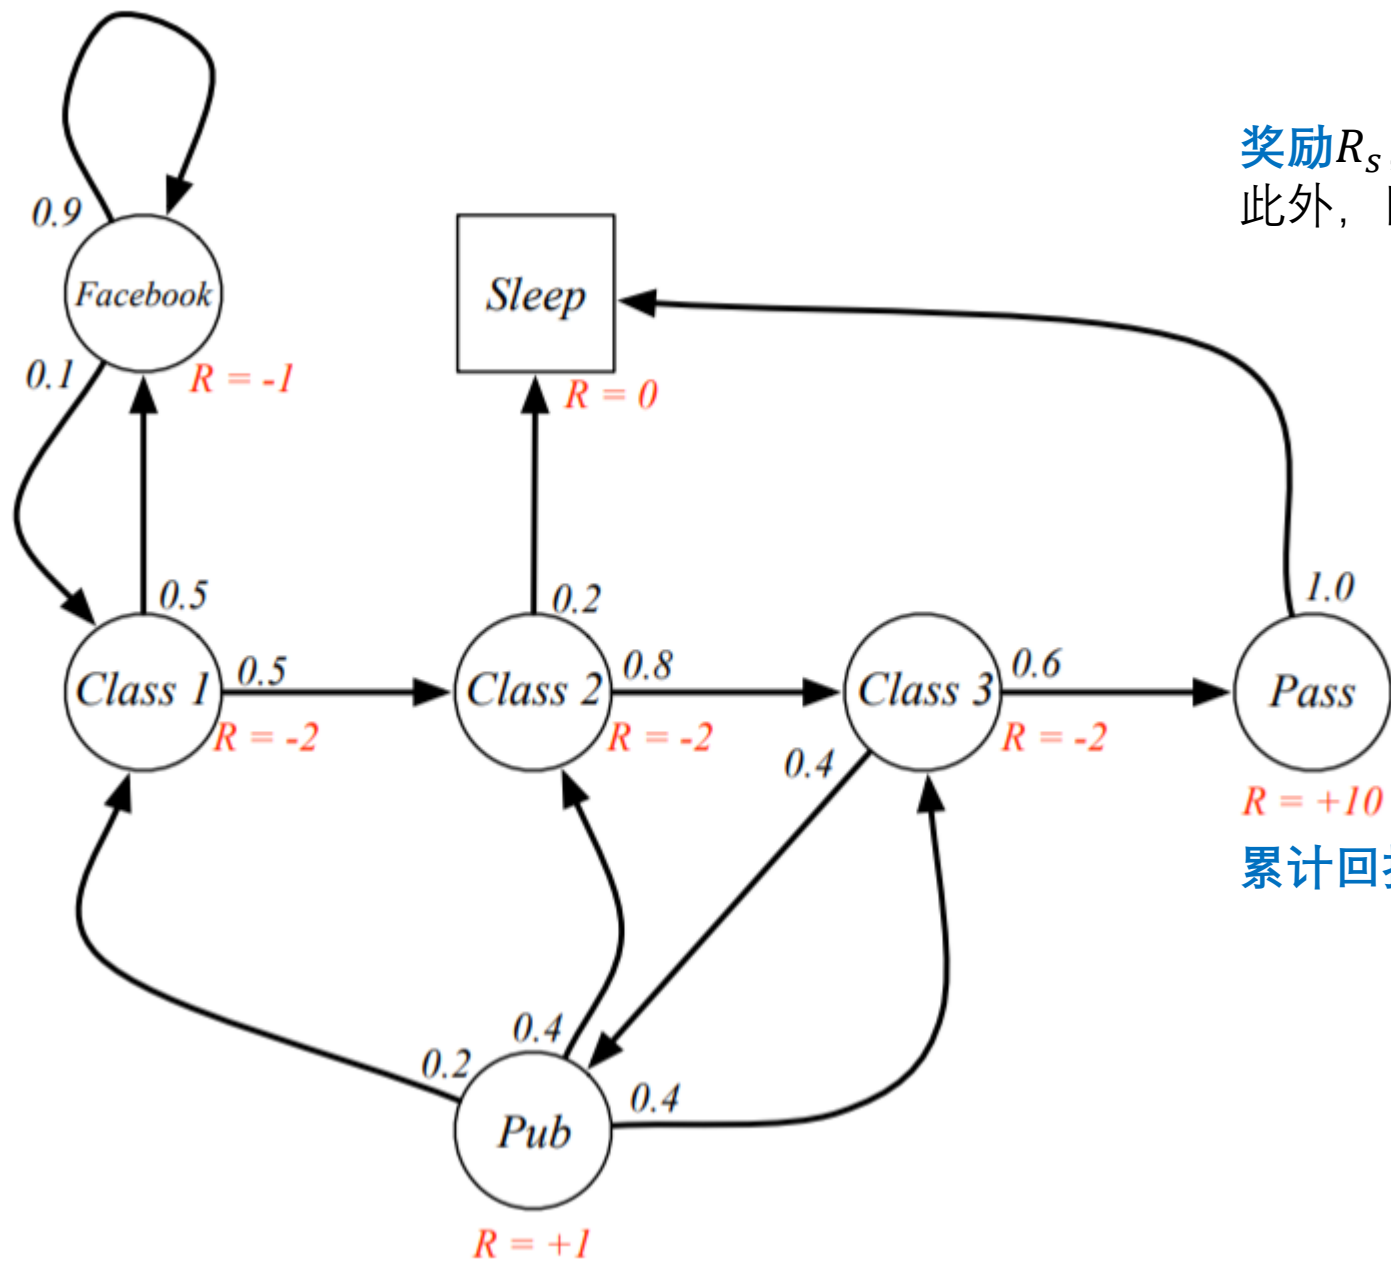 奖励Rs
此外,
0.9
Facebook
Sleep
0.1
R = -1
R = 0
0.5
0.2
1.0
Class 1
0.5
Class 2
0.8
Class 3
0.6
Pass
R = -2
R = -2
R = -2
0.4
R = +10
累计回
0.4
0.2
0.4
Pub
R = +1